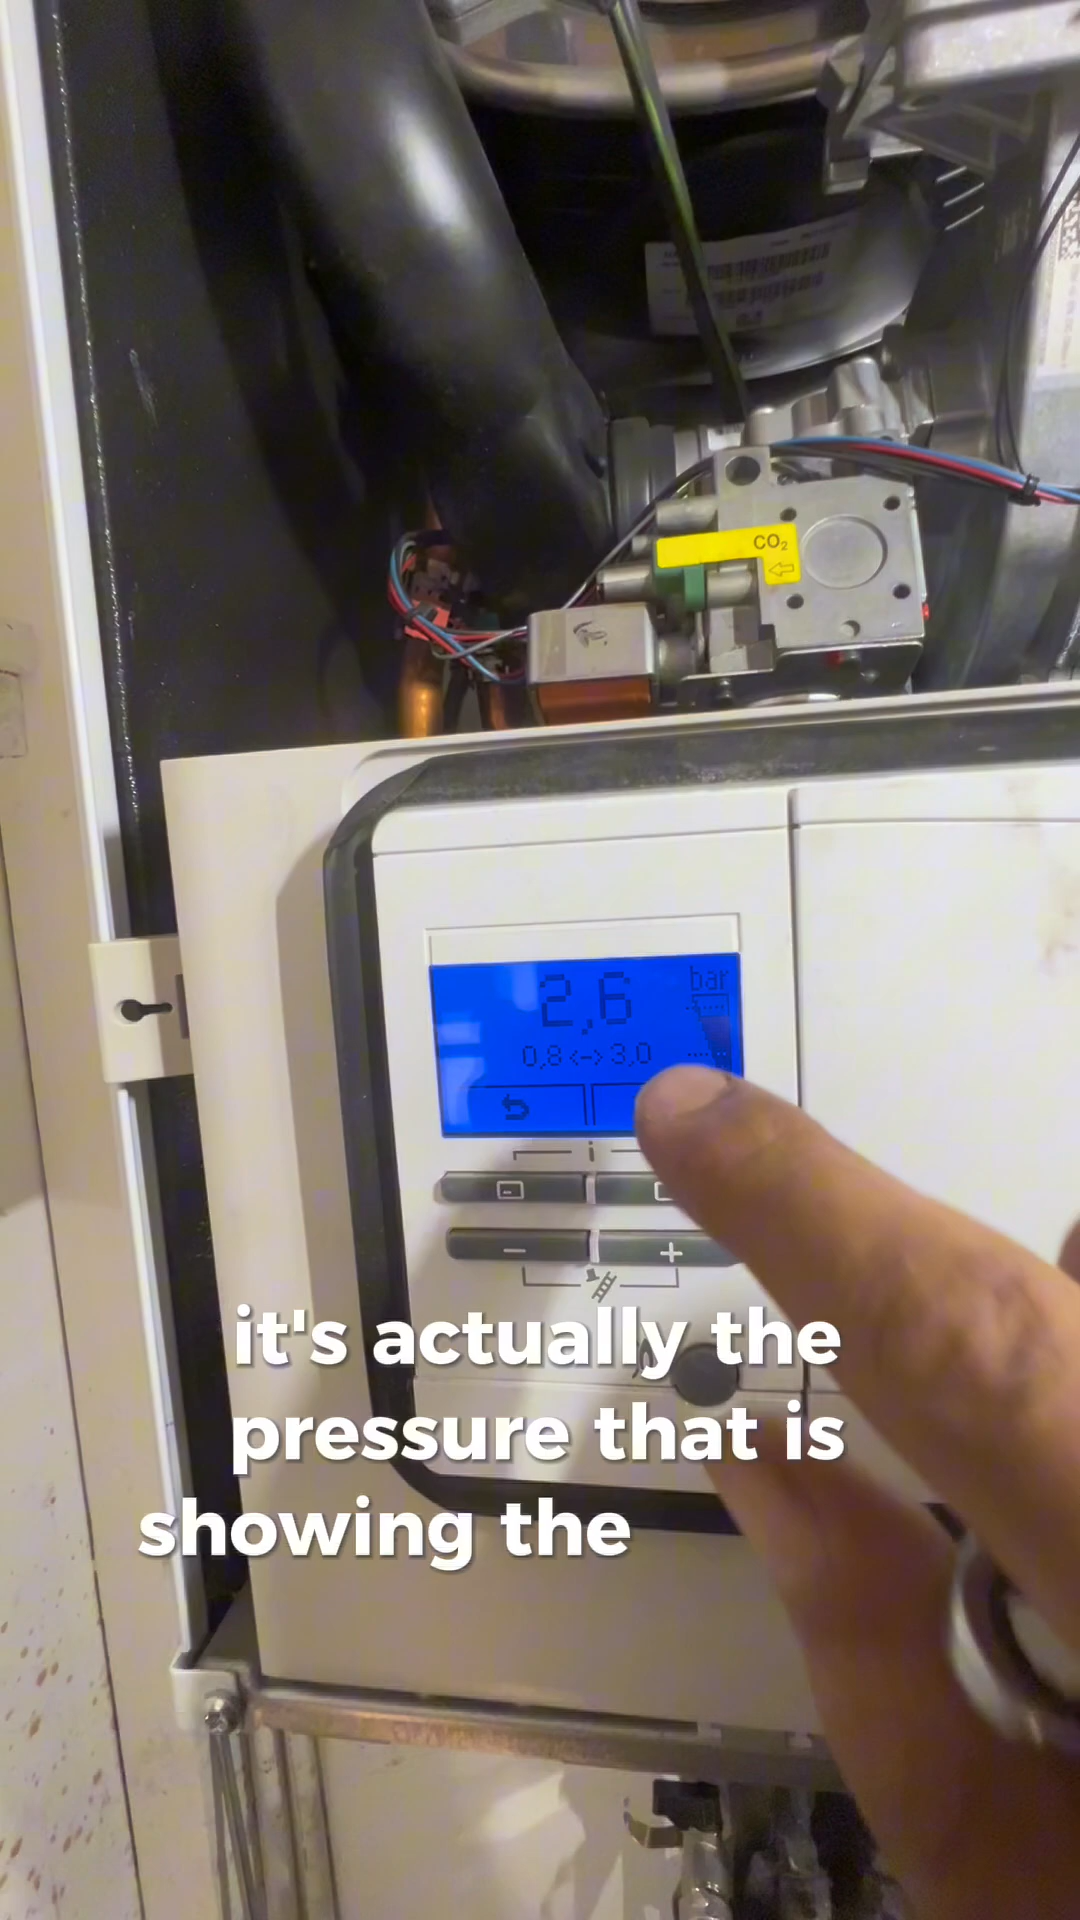 CO₂
2,6 bar
0,8 <-> 3,0
i
− +
it's actually the
pressure that is
showing the